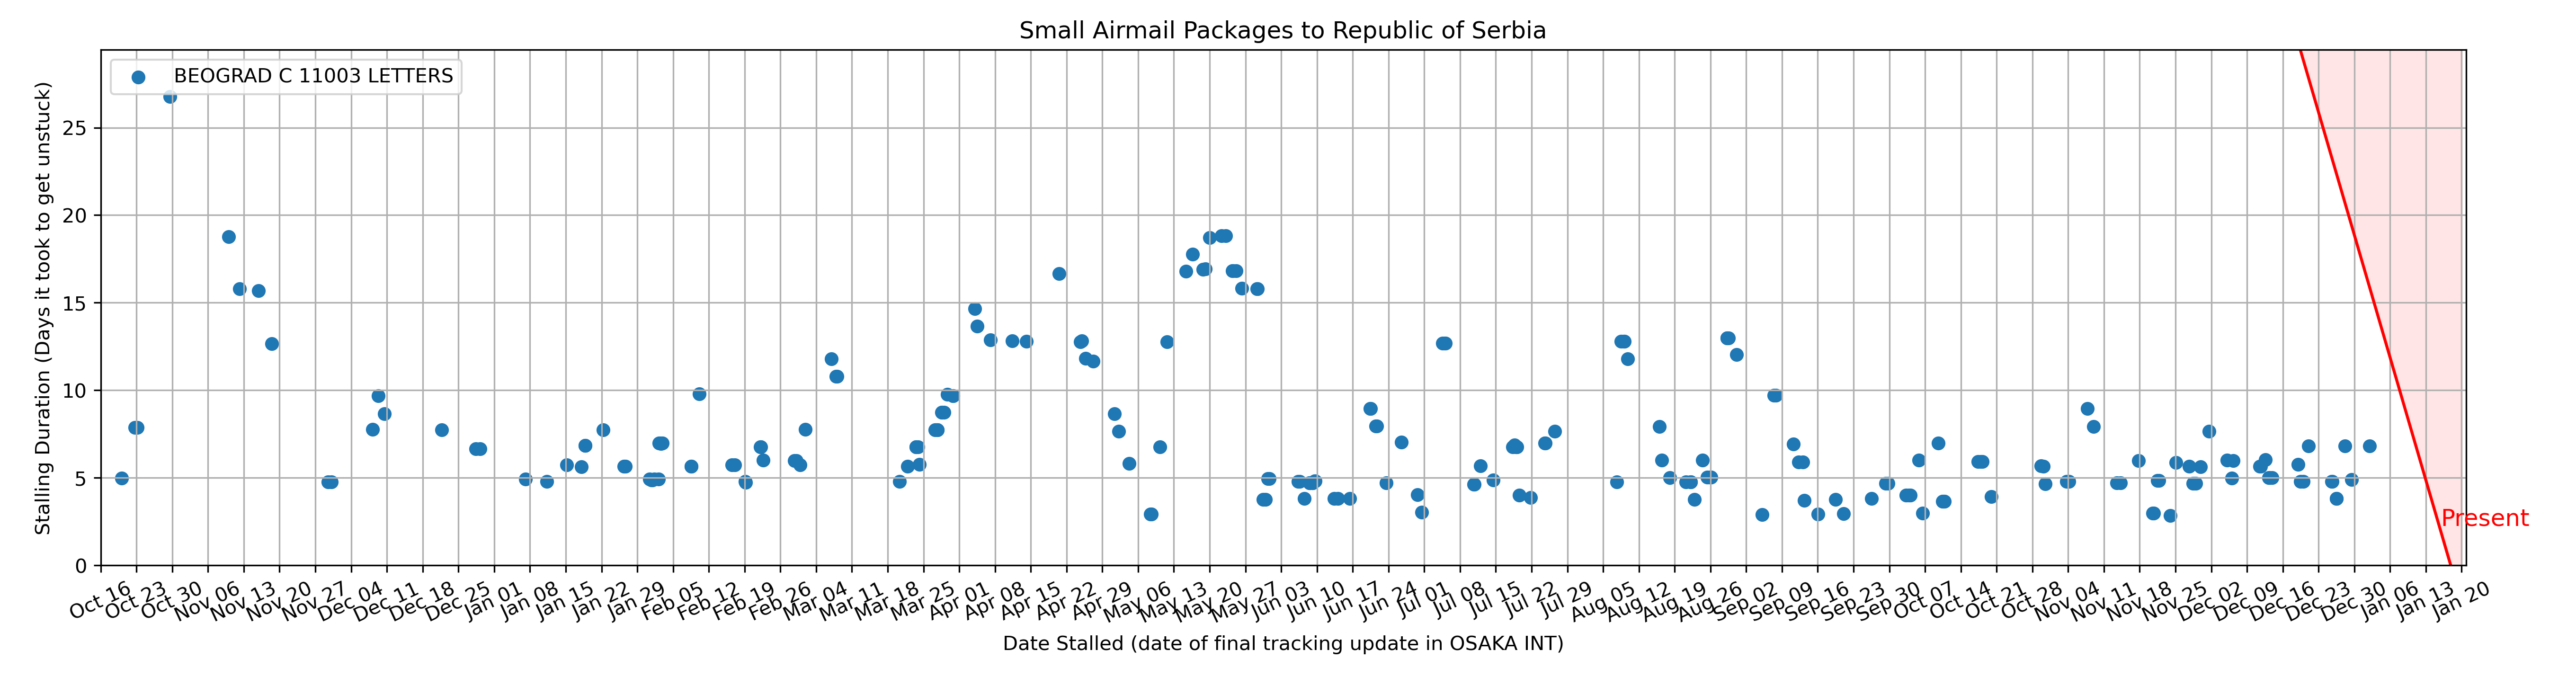 Small Airmail Packages to Republic of Serbia
BEOGRAD C 11003 LETTERS
Stalling Duration (Days it took to get unstuck)
25
20
15
10
5
0
Present
Oct 16 Oct 23 Oct 30 Nov 06 Nov 13 Nov 20 Nov 27 Dec 04 Dec 11 Dec 18 Dec 25 Jan 01 Jan 08 Jan 15 Jan 22 Jan 29 Feb 05 Feb 12 Feb 19 Feb 26 Mar 04 Mar 11 Mar 18 Mar 25 Apr 01 Apr 08 Apr 15 Apr 22 Apr 29 May 06 May 13 May 20 May 27 Jun 03 Jun 10 Jun 17 Jun 24 Jul 01 Jul 08 Jul 15 Jul 22 Jul 29 Aug 05 Aug 12 Aug 19 Aug 26 Sep 02 Sep 09 Sep 16 Sep 23 Sep 30 Oct 07 Oct 14 Oct 21 Oct 28 Nov 04 Nov 11 Nov 18 Nov 25 Dec 02 Dec 09 Dec 16 Dec 23 Dec 30 Jan 06 Jan 13 Jan 20
Date Stalled (date of final tracking update in OSAKA INT)